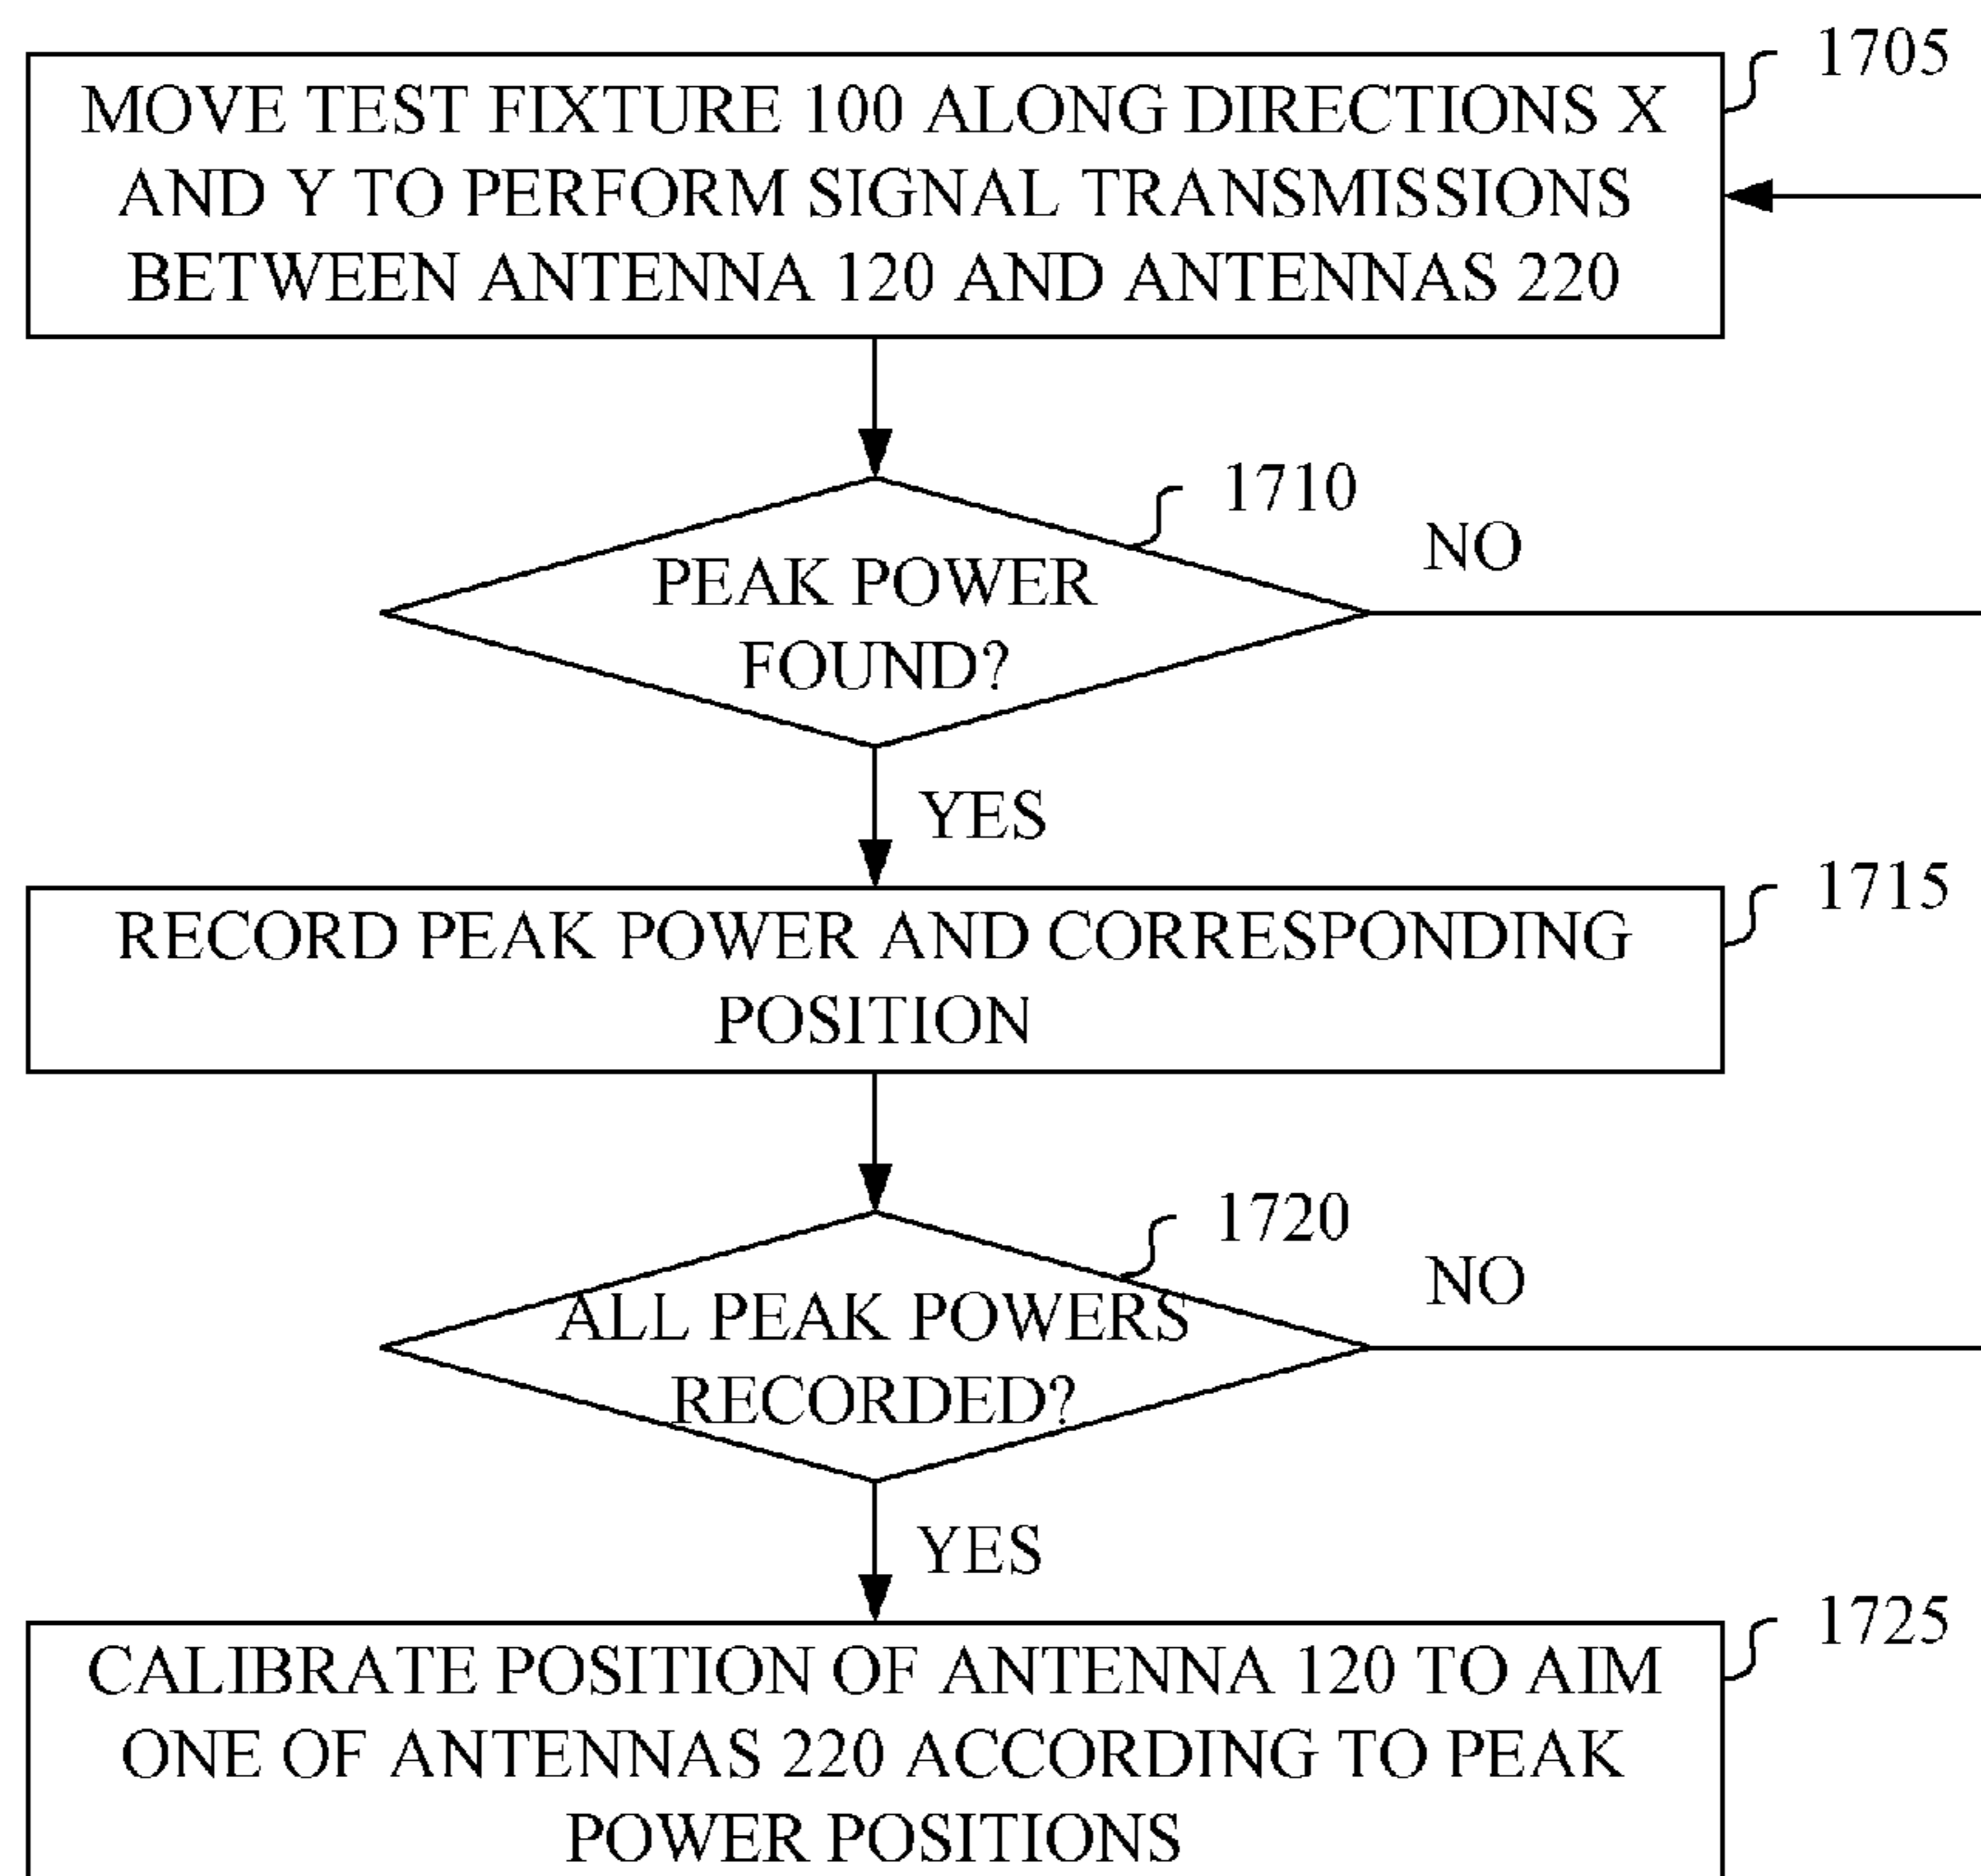 1705
MOVE TEST FIXTURE 100 ALONG DIRECTIONS X
AND Y TO PERFORM SIGNAL TRANSMISSIONS
BETWEEN ANTENNA 120 AND ANTENNAS 220
1710
NO
PEAK POWER
FOUND?
YES
1715
RECORD PEAK POWER AND CORRESPONDING
POSITION
1720
NO
ALL PEAK POWERS
RECORDED?
YES
1725
CALIBRATE POSITION OF ANTENNA 120 TO AIM
ONE OF ANTENNAS 220 ACCORDING TO PEAK
POWER POSITIONS